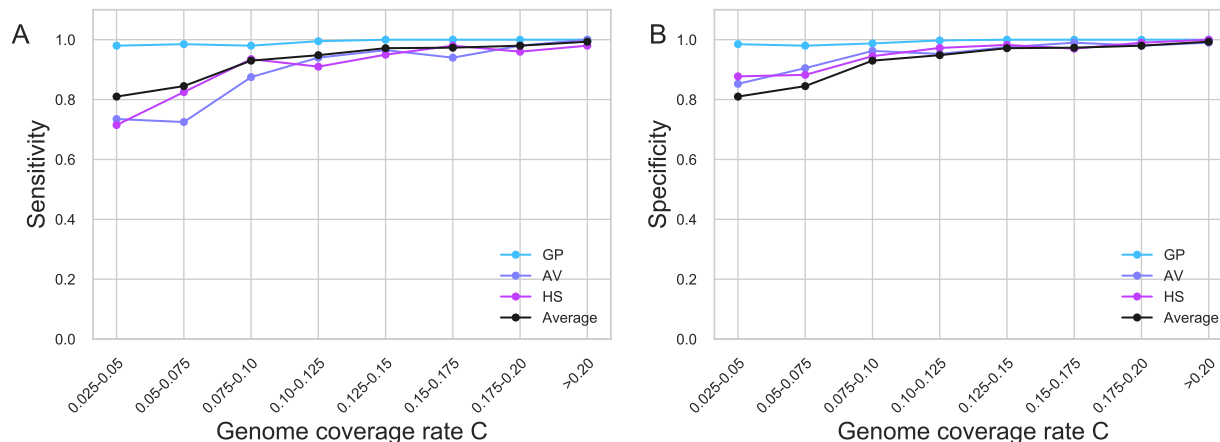 A
Sensitivity
1.0
0.8
0.6
0.4
0.2
0.0
GP
AV
HS
Average
0.025-0.05
0.05-0.075
0.075-0.10
0.10-0.125
0.125-0.15
0.15-0.175
0.175-0.20
>0.20
Genome coverage rate C
B
Specificity
1.0
0.8
0.6
0.4
0.2
0.0
GP
AV
HS
Average
0.025-0.05
0.05-0.075
0.075-0.10
0.10-0.125
0.125-0.15
0.15-0.175
0.175-0.20
>0.20
Genome coverage rate C